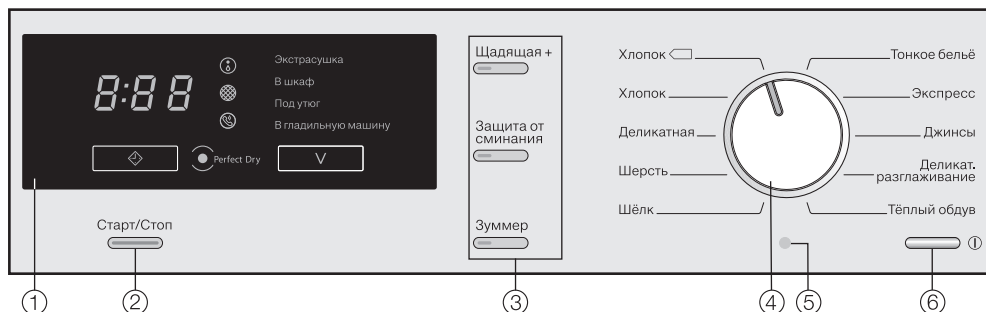 8:88
Экстрасушка
В шкаф
Под утюг
В гладильную машину
Perfect Dry
Старт/Стоп
Щадящая +
Защита от
сминания
Зуммер
Хлопок
Хлопок
Деликатная
Шерсть
Шёлк
Тонкое бельё
Экспресс
Джинсы
Деликат.
разглаживание
Тёплый обдув
1
2
3
4
5
6